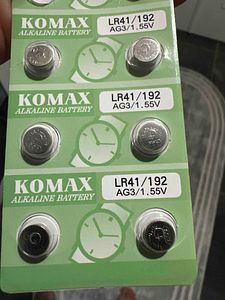 KOMAX
ALKALINE BATTERY
LR41/192
AG3/1.55V
KOMAX
ALKALINE BATTERY
LR41/192
AG3/1.55V
KOMAX
ALKALINE BATTERY
LR41/192
AG3/1.55V